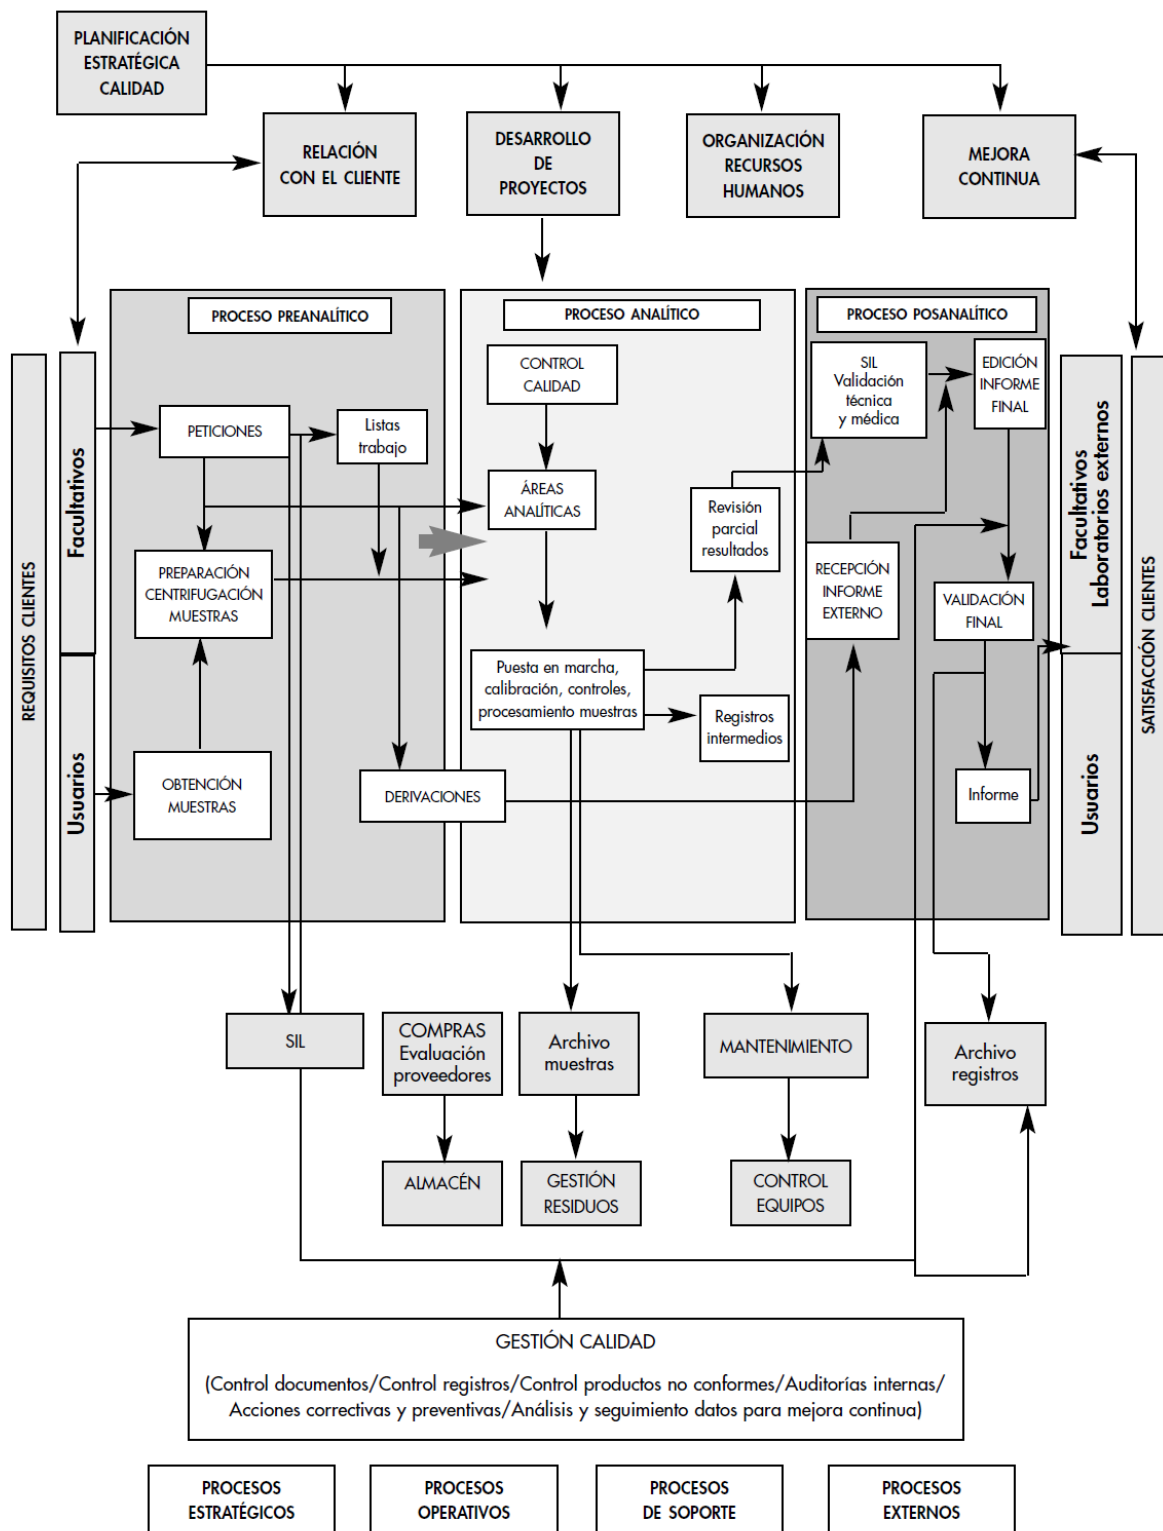 PLANIFICACIÓN
ESTRATÉGICA
CALIDAD
RELACIÓN
CON EL CLIENTE
DESARROLLO
DE
PROYECTOS
ORGANIZACIÓN
RECURSOS
HUMANOS
MEJORA
CONTINUA
REQUISITOS CLIENTES
Facultativos
Usuarios
PROCESO PREANALÍTICO
PETICIONES
Listas
trabajo
PREPARACIÓN
CENTRIFUGACIÓN
MUESTRAS
OBTENCIÓN
MUESTRAS
DERIVACIONES
PROCESO ANALÍTICO
CONTROL
CALIDAD
ÁREAS
ANALÍTICAS
Revisión
parcial
resultados
Puesta en marcha,
calibración, controles,
procesamiento muestras
Registros
intermedios
PROCESO POSANALÍTICO
SIL
Validación
técnica
y médica
EDICIÓN
INFORME
FINAL
RECEPCIÓN
INFORME
EXTERNO
VALIDACIÓN
FINAL
Informe
Facultativos
Laboratorios externos
Usuarios
SATISFACCIÓN CLIENTES
SIL
COMPRAS
Evaluación
proveedores
Archivo
muestras
MANTENIMIENTO
Archivo
registros
ALMACÉN
GESTIÓN
RESIDUOS
CONTROL
EQUIPOS
GESTIÓN CALIDAD
(Control documentos/Control registros/Control productos no conformes/Auditorías internas/
Acciones correctivas y preventivas/Análisis y seguimiento datos para mejora continua)
PROCESOS
ESTRATÉGICOS
PROCESOS
OPERATIVOS
PROCESOS
DE SOPORTE
PROCESOS
EXTERNOS